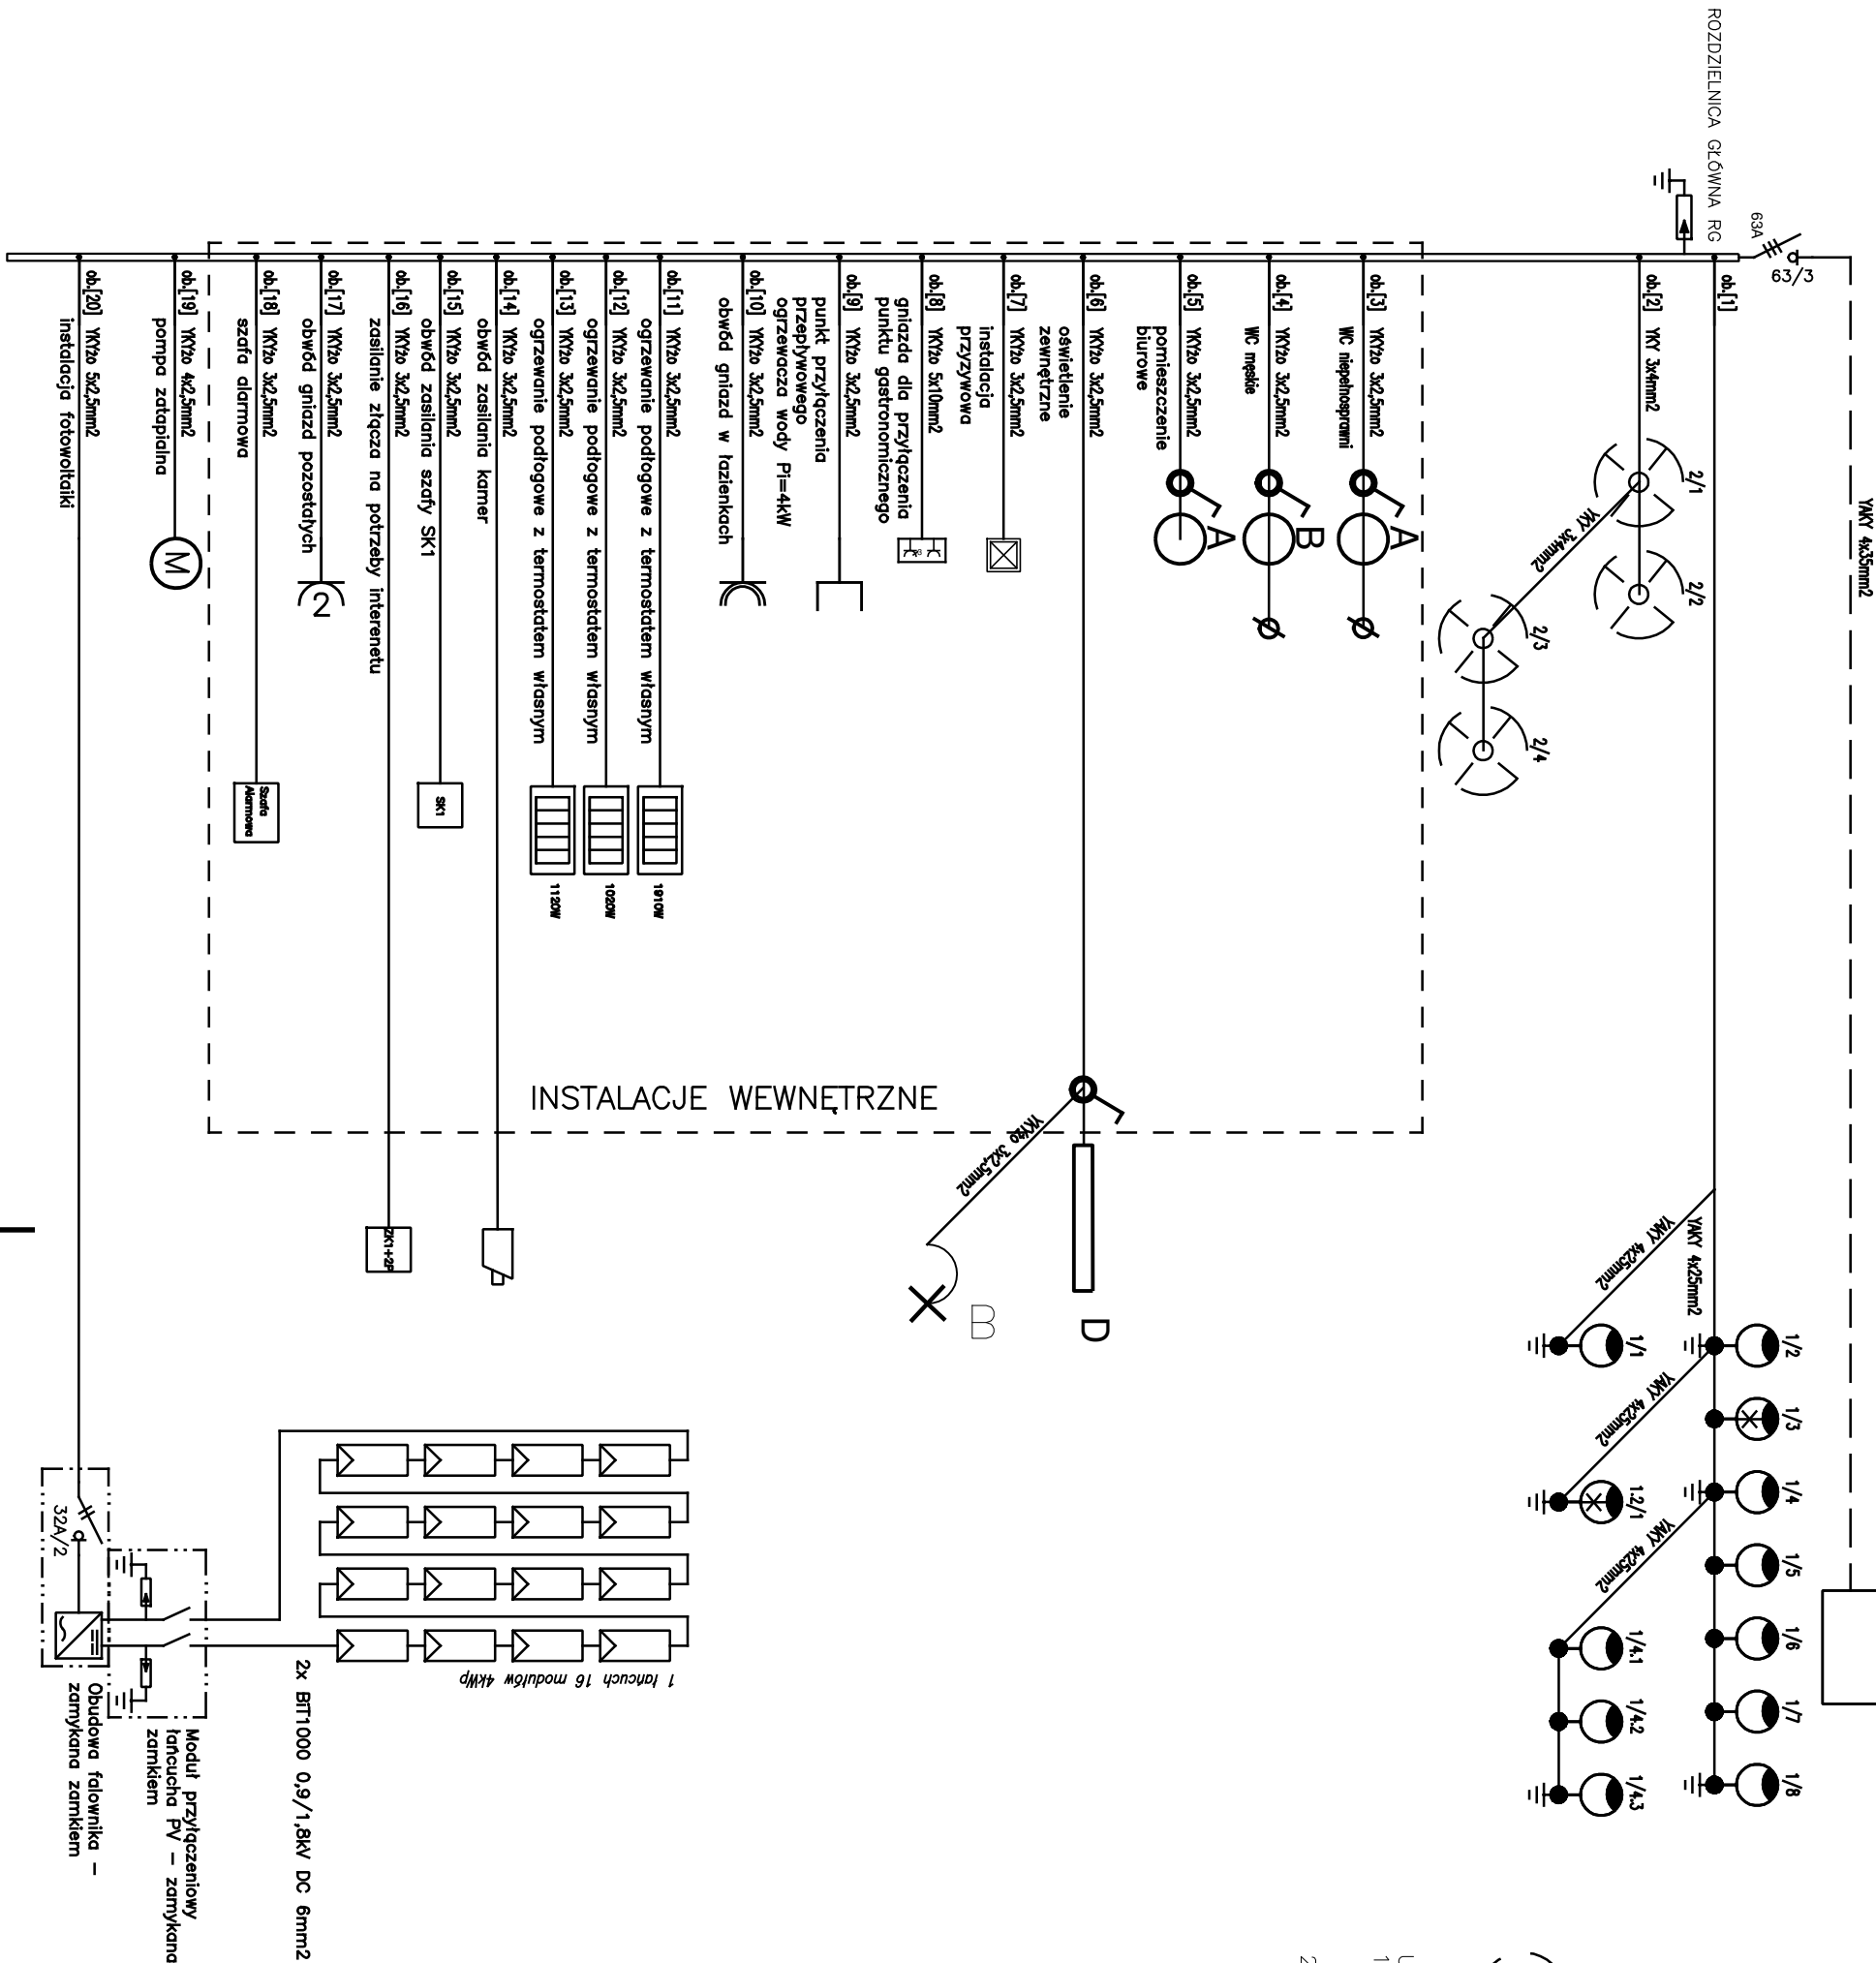 ROZDZIELNICA GŁÓWNA RG
63A
63/3
YAKY 4x35mm2
ob.[1]
YAKY 4x25mm2
YAKY 4x25mm2
YAKY 4x25mm2
YAKY 4x25mm2
1/2
1/3
1/4
1/5
1/6
1/7
1/8
1/1
1.2/1
1/4.1
1/4.2
1/4.3
ob.[2] YKY 3x4mm2
YKY 3x4mm2
2/1
2/2
2/3
2/4
ob.[3] YKYżo 3x2,5mm2
WC niepełnosprawni
A
ob.[4] YKYżo 3x2,5mm2
WC męskie
B
ob.[5] YKYżo 3x2,5mm2
pomieszczenie
biurowe
A
ob.[6] YKYżo 3x2,5mm2
oświetlenie
zewnętrzne
YKYżo 3x2,5mm2
D
B
ob.[7] YKYżo 3x2,5mm2
instalacja
przyzywowa
ob.[8] YKYżo 5x10mm2
gniazda dla przyłączenia
punktu gastronomicznego
ob.[9] YKYżo 3x2,5mm2
punkt przyłączenia
przepływowego
ogrzewacza wody Pi=4kW
ob.[10] YKYżo 3x2,5mm2
obwód gniazd w łazienkach
ob.[11] YKYżo 3x2,5mm2
ogrzewanie podłogowe z termostatem własnym
1910W
ob.[12] YKYżo 3x2,5mm2
ogrzewanie podłogowe z termostatem własnym
1020W
ob.[13] YKYżo 3x2,5mm2
ogrzewanie podłogowe z termostatem własnym
1120W
ob.[14] YKYżo 3x2,5mm2
obwód zasilania kamer
ob.[15] YKYżo 3x2,5mm2
obwód zasilania szafy SK1
SK1
ob.[16] YKYżo 3x2,5mm2
zasilanie złącza na potrzeby interenetu
ZK1+2P
ob.[17] YKYżo 3x2,5mm2
obwód gniazd pozostałych
2
ob.[18] YKYżo 3x2,5mm2
szafa alarmowa
Szafa
Alarmowa
ob.[19] YKYżo 4x2,5mm2
pompa zatapialna
M
ob.[20] YKYżo 5x2,5mm2
instalacja fotowoltaiki
INSTALACJE WEWNĘTRZNE
32A/2
1 łańcuch 16 modułów 4kWp
2x BiT1000 0,9/1,8kV DC 6mm2
Moduł przyłączeniowy
łańcucha PV – zamykana
zamkiem
Obudowa falownika –
zamykana zamkiem